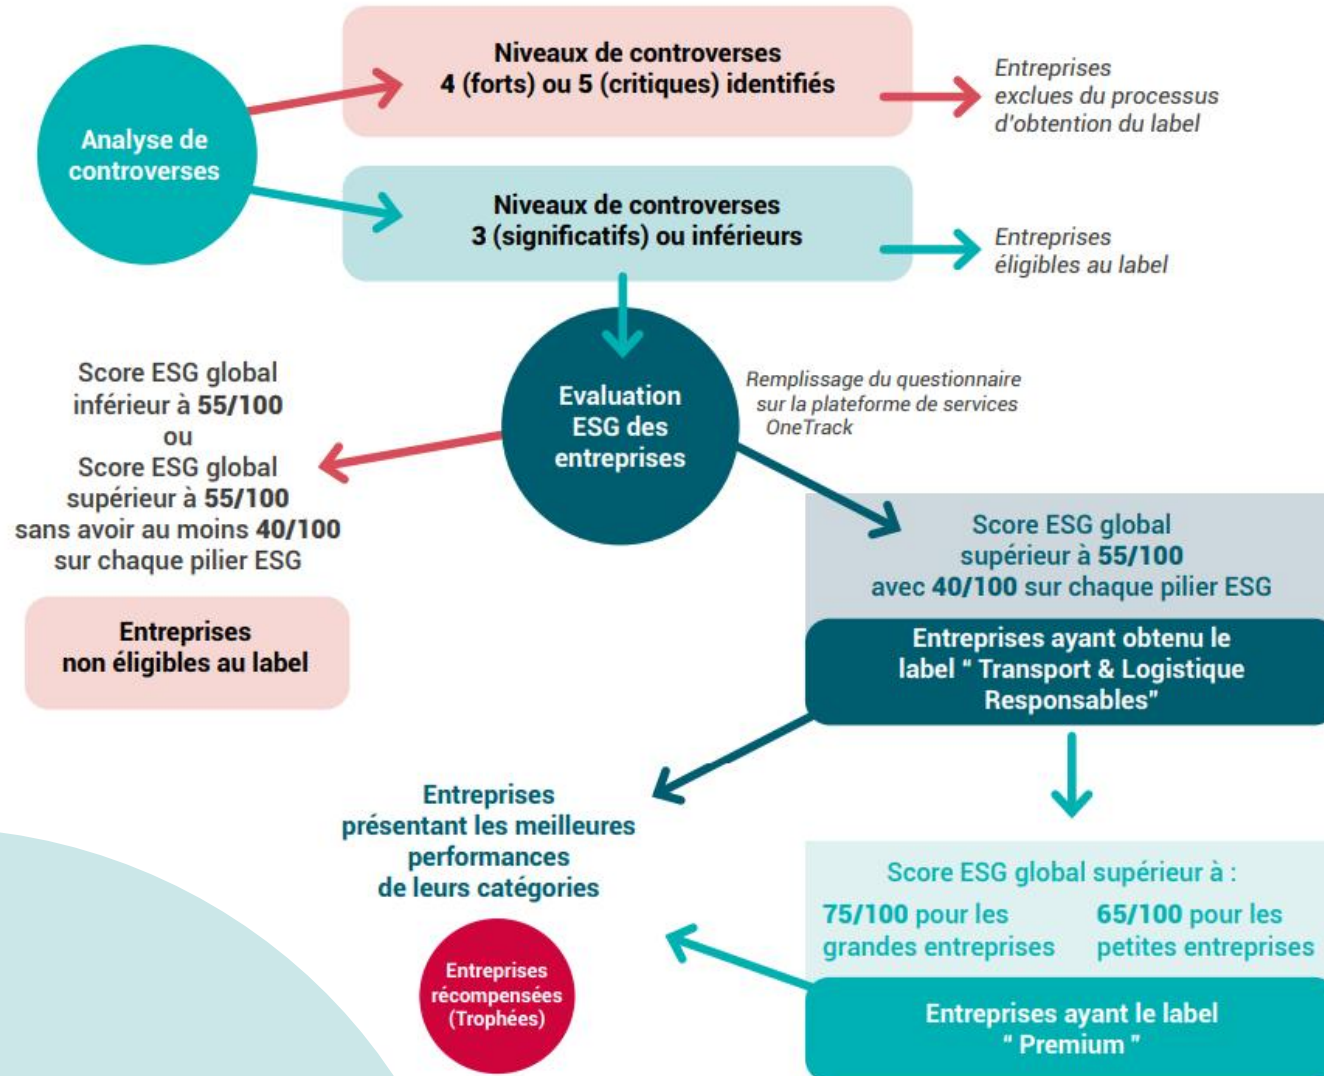 Analyse de
controverses
Niveaux de controverses
4 (forts) ou 5 (critiques) identifiés
Entreprises
exclues du processus
d'obtention du label
Niveaux de controverses
3 (significatifs) ou inférieurs
Entreprises
éligibles au label
Evaluation
ESG des
entreprises
Remplissage du questionnaire
sur la plateforme de services
OneTrack
Score ESG global
inférieur à 55/100
ou
Score ESG global
supérieur à 55/100
sans avoir au moins 40/100
sur chaque pilier ESG
Entreprises
non éligibles au label
Score ESG global
supérieur à 55/100
avec 40/100 sur chaque pilier ESG
Entreprises ayant obtenu le
label “ Transport & Logistique
Responsables”
Entreprises
présentant les meilleures
performances
de leurs catégories
Entreprises
récompensées
(Trophées)
Score ESG global supérieur à :
75/100 pour les
grandes entreprises
65/100 pour les
petites entreprises
Entreprises ayant le label
“ Premium ”